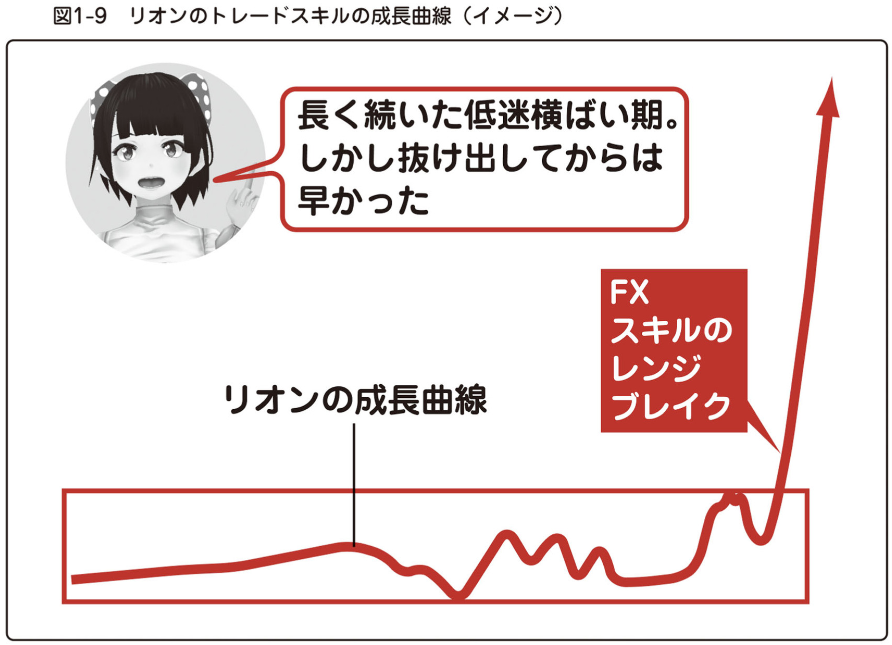 図1-9 リオンのトレードスキルの成長曲線（イメージ）
長く続いた低迷横ばい期。
しかし抜け出してからは
早かった
FX
スキルの
レンジ
ブレイク
リオンの成長曲線